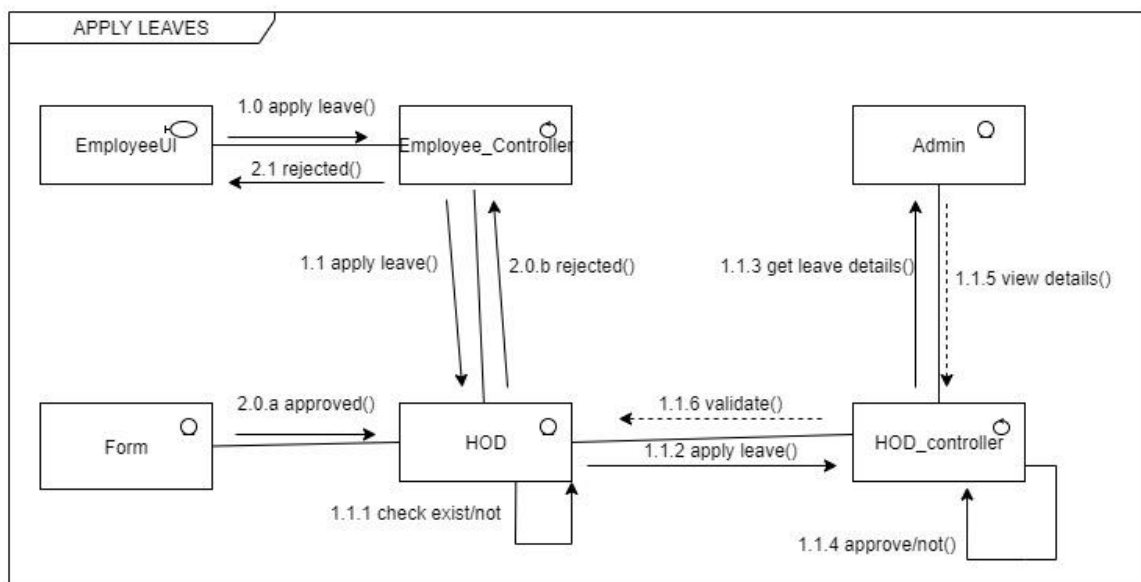 APPLY LEAVES
1.0 apply leave()
EmployeeUI
Employee_Controller
Admin
2.1 rejected()
1.1 apply leave()
2.0.b rejected()
1.1.3 get leave details()
1.1.5 view details()
2.0.a approved()
1.1.6 validate()
Form
HOD
HOD_controller
1.1.2 apply leave()
1.1.1 check exist/not
1.1.4 approve/not()